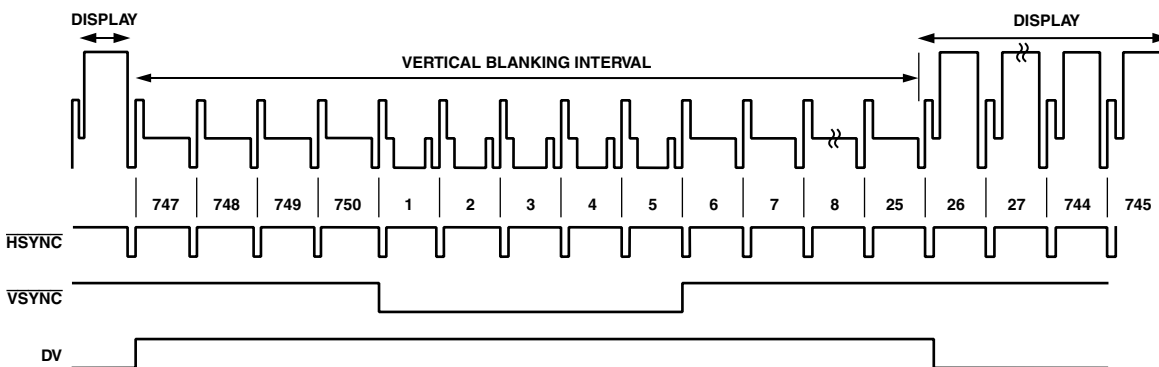 DISPLAY
DISPLAY
VERTICAL BLANKING INTERVAL
747 748 749 750 1 2 3 4 5 6 7 8 25 26 27 744 745
HSYNC
VSYNC
DV